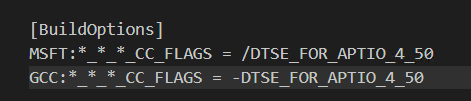 [BuildOptions]
MSFT:*_*_*_CC_FLAGS = /DTSE_FOR_APTIO_4_50
GCC:*_*_*_CC_FLAGS = -DTSE_FOR_APTIO_4_50